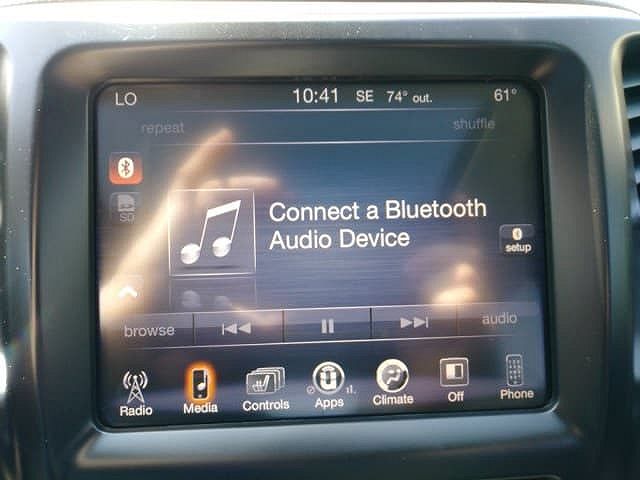 LO 10:41 SE 74° out. 61°
repeat shuffle
SD
Connect a Bluetooth
Audio Device
setup
browse audio
Radio Media Controls Apps Climate Off Phone